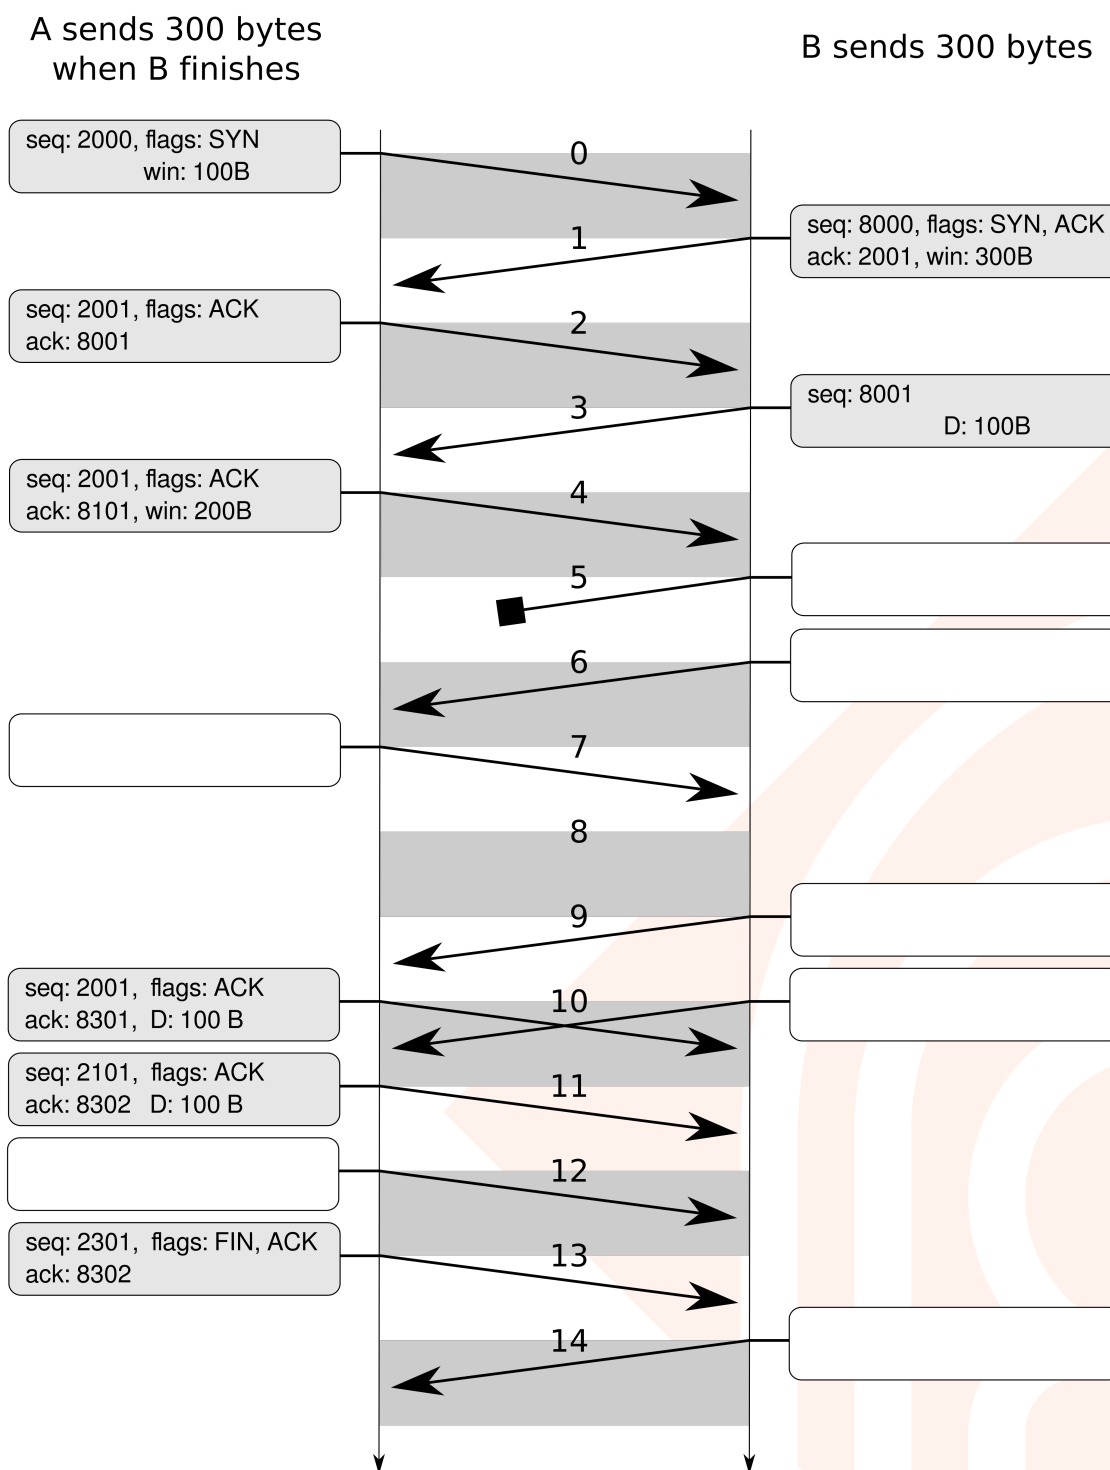 A sends 300 bytes
when B finishes
B sends 300 bytes
seq: 2000, flags: SYN
win: 100B
0
1
seq: 8000, flags: SYN, ACK
ack: 2001, win: 300B
seq: 2001, flags: ACK
ack: 8001
2
3
seq: 8001
D: 100B
seq: 2001, flags: ACK
ack: 8101, win: 200B
4
5
6
7
8
9
seq: 2001, flags: ACK
ack: 8301, D: 100 B
10
seq: 2101, flags: ACK
ack: 8302 D: 100 B
11
12
seq: 2301, flags: FIN, ACK
ack: 8302
13
14